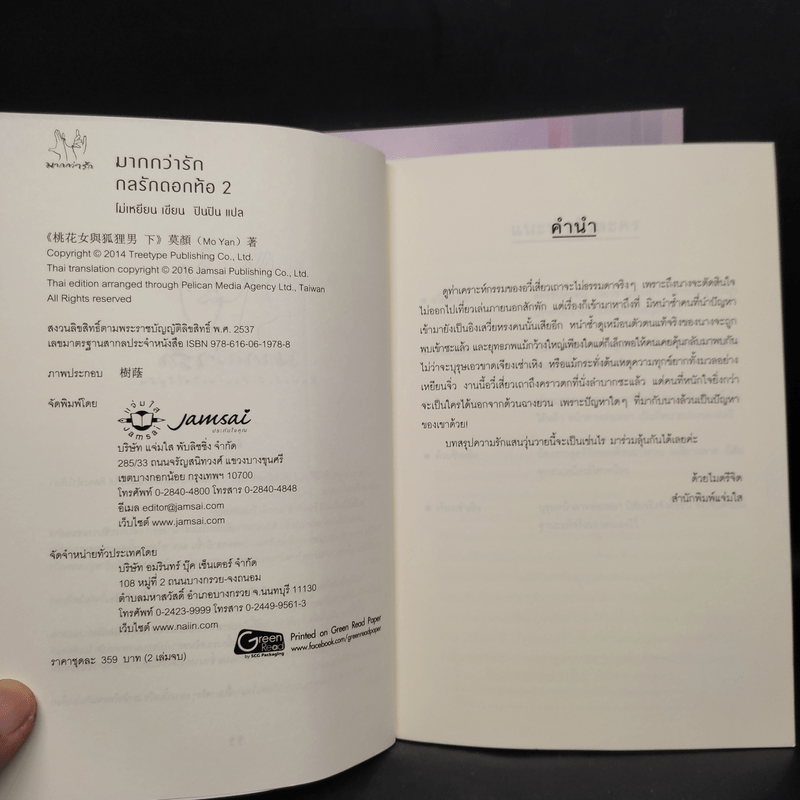 มากกว่ารัก
มากกว่ารัก
กลรักดอกท้อ 2
โม่เหยียน เขียน ปินปิน แปล
《桃花女與狐狸男 下》莫顏 (Mo Yan) 著
Copyright © 2014 Treetype Publishing Co., Ltd.
Thai translation copyright © 2016 Jamsai Publishing Co., Ltd.
Thai edition arranged through Pelican Media Agency Ltd., Taiwan
All Rights reserved
สงวนลิขสิทธิ์ตามพระราชบัญญัติลิขสิทธิ์ พ.ศ. 2537
เลขมาตรฐานสากลประจำหนังสือ ISBN 978-616-06-1978-8
ภาพประกอบ 樹蔭
จัดพิมพ์โดย
แจ่มใส
JAMSAI
Jamsai
ประทับใจคุณ
บริษัท แจ่มใส พับลิชชิ่ง จำกัด
285/33 ถนนจรัญสนิทวงศ์ แขวงบางขุนศรี
เขตบางกอกน้อย กรุงเทพฯ 10700
โทรศัพท์ 0-2840-4800 โทรสาร 0-2840-4848
อีเมล editor@jamsai.com
เว็บไซต์ www.jamsai.com
จัดจำหน่ายทั่วประเทศโดย
บริษัท อมรินทร์ บุ๊ค เซ็นเตอร์ จำกัด
108 หมู่ที่ 2 ถนนบางกรวย-จงถนอม
ตำบลมหาสวัสดิ์ อำเภอบางกรวย จ.นนทบุรี 11130
โทรศัพท์ 0-2423-9999 โทรสาร 0-2449-9561-3
เว็บไซต์ www.naiin.com
Green
Read
by SCG Packaging
Printed on Green Read Paper
www.facebook.com/greenreadpaper
ราคาชุดละ 359 บาท (2 เล่มจบ)
คำนำ
ดูท่าเคราะห์กรรมของอวี๋เสี่ยวเถาจะไม่ธรรมดาจริงๆ เพราะถึงนางจะตัดสินใจ
ไม่ออกไปเที่ยวเล่นภายนอกสักพัก แต่เรื่องก็เข้ามาหาถึงที่ มิหนำซ้ำคนที่นำปัญหา
เข้ามายังเป็นอิงเสวียหรงคนนั้นเสียอีก หนำซ้ำดูเหมือนตัวตนแท้จริงของนางจะถูก
พบเข้าซะแล้ว และยุทธภพแม้กว้างใหญ่เพียงใดแต่ก็เล็กพอให้คนเคยคุ้นกลับมาพบกัน
ไม่ว่าจะบุรุษเอวขาดเจียงเช่าเหิง หรือแม้กระทั่งต้นเหตุความทุกข์ยากทั้งมวลอย่าง
เหยียนจิ่ว งานนี้อวี๋เสี่ยวเถาถึงคราวตกที่นั่งลำบากซะแล้ว แต่คนที่หนักใจยิ่งกว่า
จะเป็นใครได้นอกจากต้วนฉางยวน เพราะปัญหาใดๆ ที่มากับนางล้วนเป็นปัญหา
ของเขาด้วย!
บทสรุปความรักแสนวุ่นวายนี้จะเป็นเช่นไร มาร่วมลุ้นกันได้เลยค่ะ
ด้วยไมตรีจิต
สำนักพิมพ์แจ่มใส